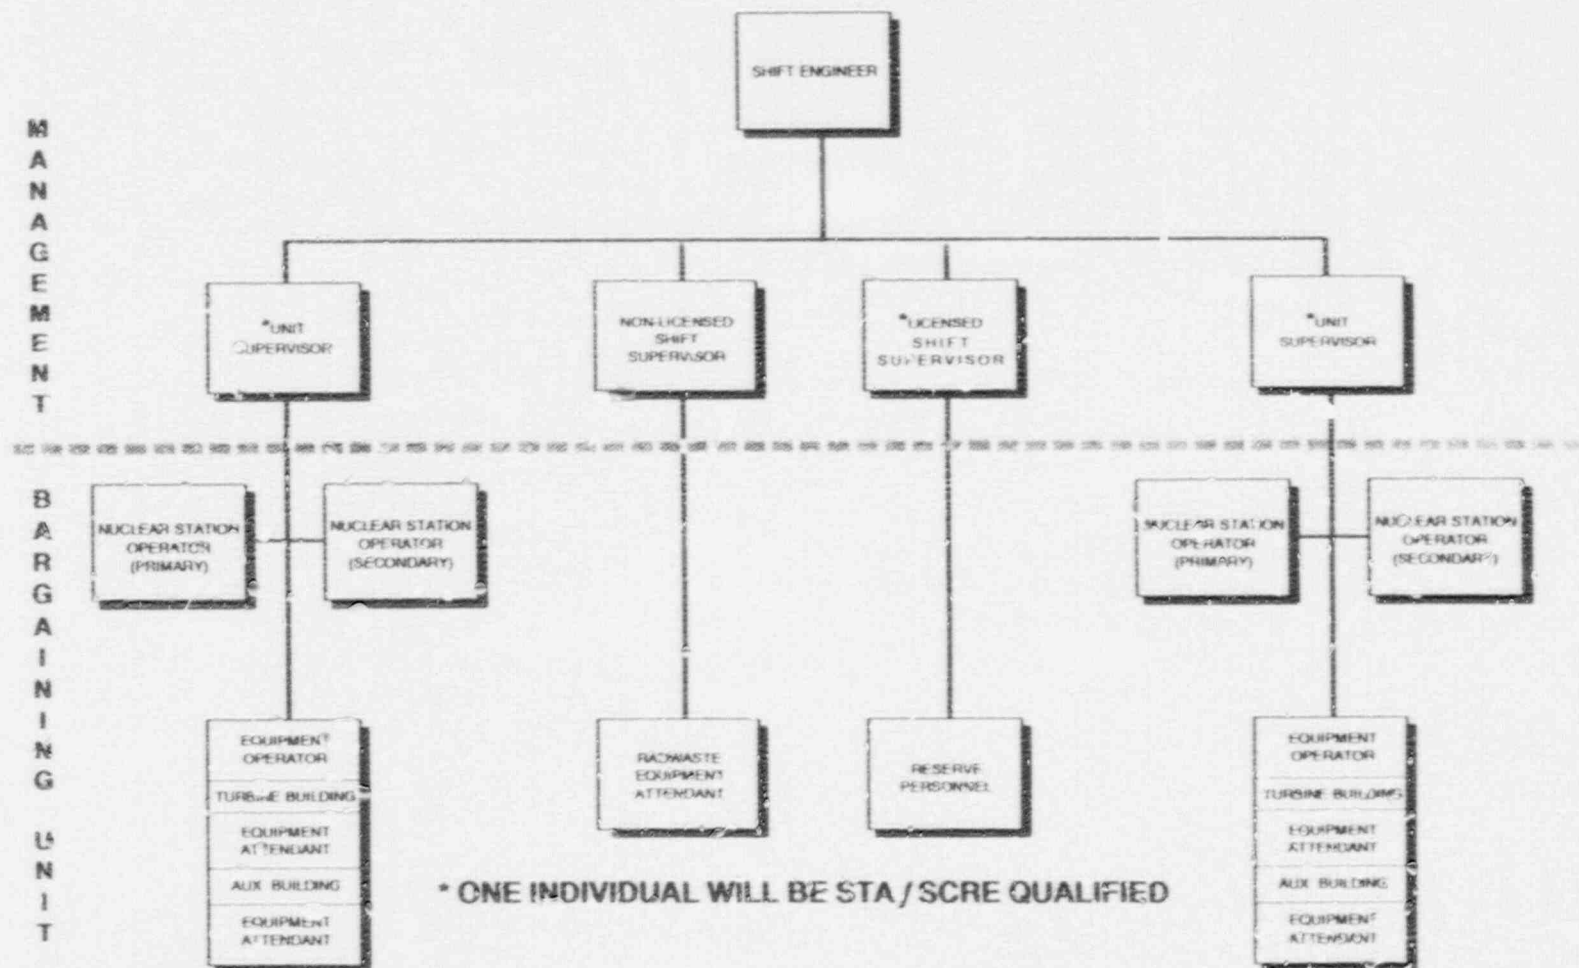 SHIFT ENGINEER
MANAGEMENT
*UNIT
SUPERVISOR
NON-LICENSED
SHIFT
SUPERVISOR
*LICENSED
SHIFT
SUPERVISOR
*UNIT
SUPERVISOR
BARGAINING UNIT
NUCLEAR STATION
OPERATOR
(PRIMARY)
NUCLEAR STATION
OPERATOR
(SECONDARY)
NUCLEAR STATION
OPERATOR
(PRIMARY)
NUCLEAR STATION
OPERATOR
(SECONDARY)
EQUIPMENT
OPERATOR
TURBINE BUILDING
EQUIPMENT
ATTENDANT
AUX BUILDING
EQUIPMENT
ATTENDANT
RADWASTE
EQUIPMENT
ATTENDANT
RESERVE
PERSONNEL
EQUIPMENT
OPERATOR
TURBINE BUILDING
EQUIPMENT
ATTENDANT
AUX BUILDING
EQUIPMENT
ATTENDANT
* ONE INDIVIDUAL WILL BE STA / SCRE QUALIFIED